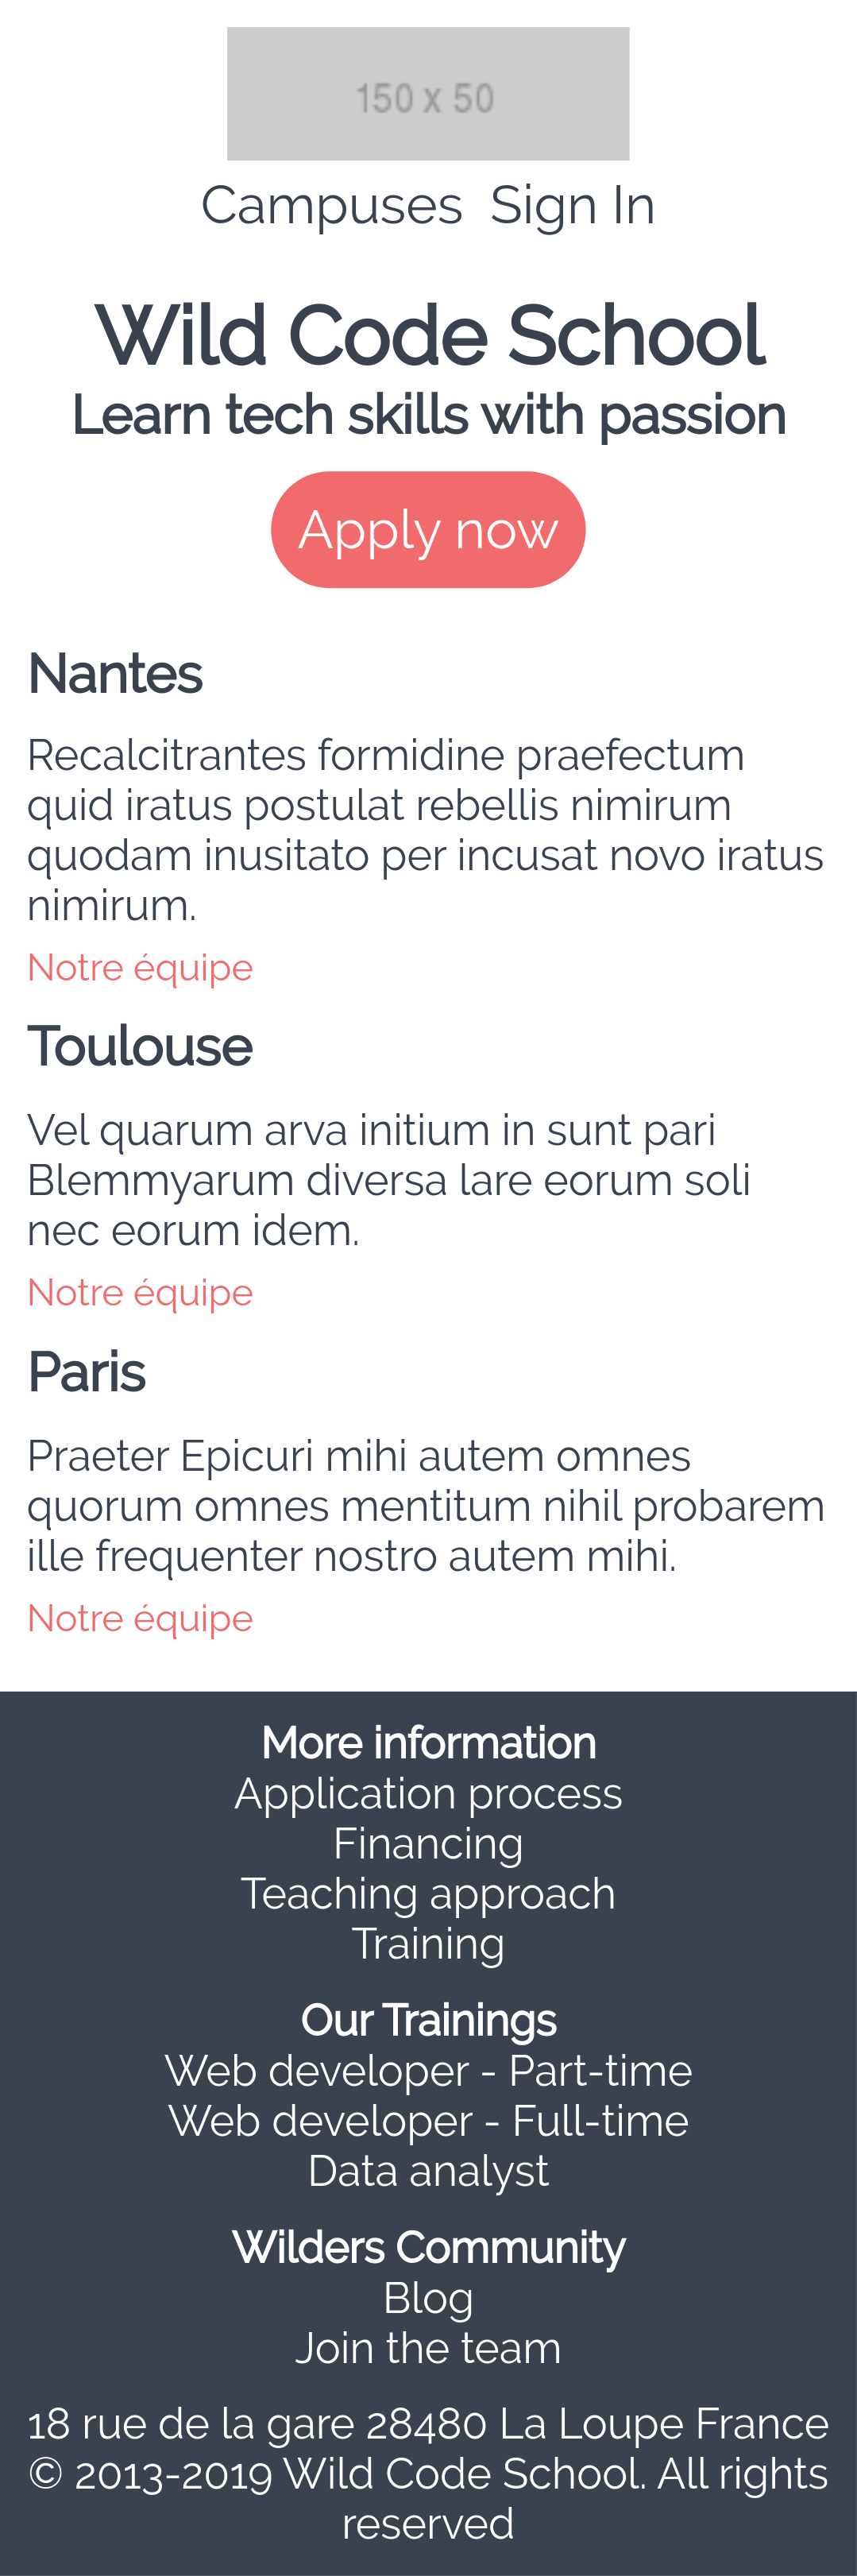 150 x 50
Campuses Sign In
Wild Code School
Learn tech skills with passion
Apply now
Nantes
Recalcitrantes formidine praefectum
quid iratus postulat rebellis nimirum
quodam inusitato per incusat novo iratus
nimirum.
Notre équipe
Toulouse
Vel quarum arva initium in sunt pari
Blemmyarum diversa lare eorum soli
nec eorum idem.
Notre équipe
Paris
Praeter Epicuri mihi autem omnes
quorum omnes mentitum nihil probarem
ille frequenter nostro autem mihi.
Notre équipe
More information
Application process
Financing
Teaching approach
Training
Our Trainings
Web developer - Part-time
Web developer - Full-time
Data analyst
Wilders Community
Blog
Join the team
18 rue de la gare 28480 La Loupe France
© 2013-2019 Wild Code School. All rights
reserved